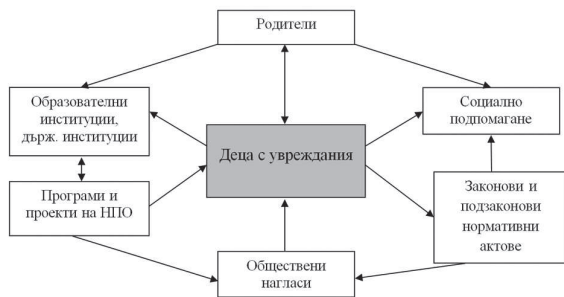 Родители
Образователни
институции,
държ. институции
Социално
подпомагане
Деца с увреждания
Програми и
проекти на НПО
Законови и
подзаконови
нормативни
актове
Обществени
нагласи